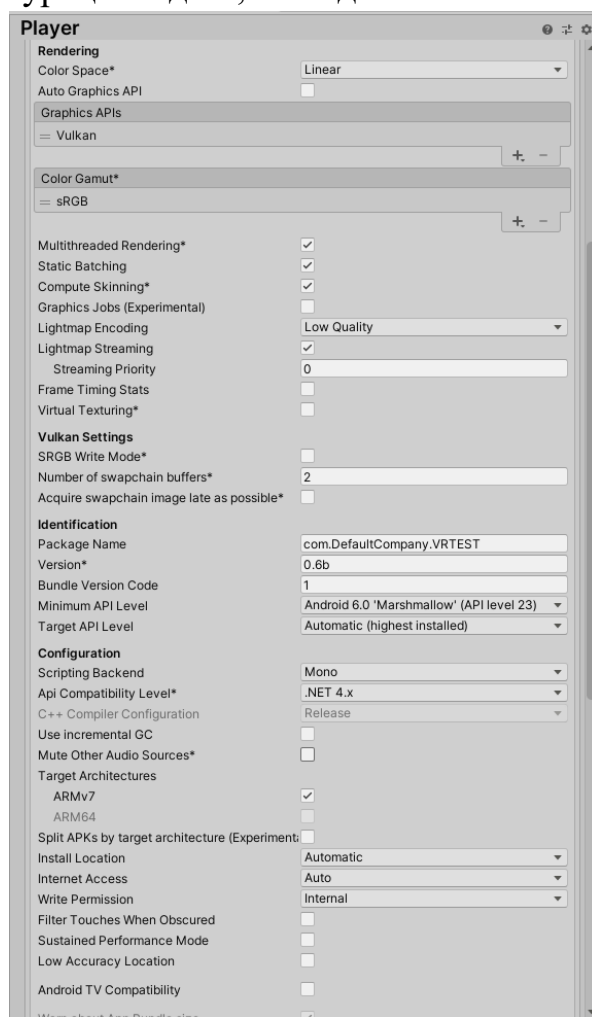 Player
Rendering
Color Space* Linear
Auto Graphics API
Graphics APIs
= Vulkan
+ −
Color Gamut*
= sRGB
+ −
Multithreaded Rendering*
Static Batching
Compute Skinning*
Graphics Jobs (Experimental)
Lightmap Encoding Low Quality
Lightmap Streaming
Streaming Priority 0
Frame Timing Stats
Virtual Texturing*
Vulkan Settings
SRGB Write Mode*
Number of swapchain buffers* 2
Acquire swapchain image late as possible*
Identification
Package Name com.DefaultCompany.VRTEST
Version* 0.6b
Bundle Version Code 1
Minimum API Level Android 6.0 'Marshmallow' (API level 23)
Target API Level Automatic (highest installed)
Configuration
Scripting Backend Mono
Api Compatibility Level* .NET 4.x
C++ Compiler Configuration Release
Use incremental GC
Mute Other Audio Sources*
Target Architectures
ARMv7
ARM64
Split APKs by target architecture (Experimenta
Install Location Automatic
Internet Access Auto
Write Permission Internal
Filter Touches When Obscured
Sustained Performance Mode
Low Accuracy Location
Android TV Compatibility